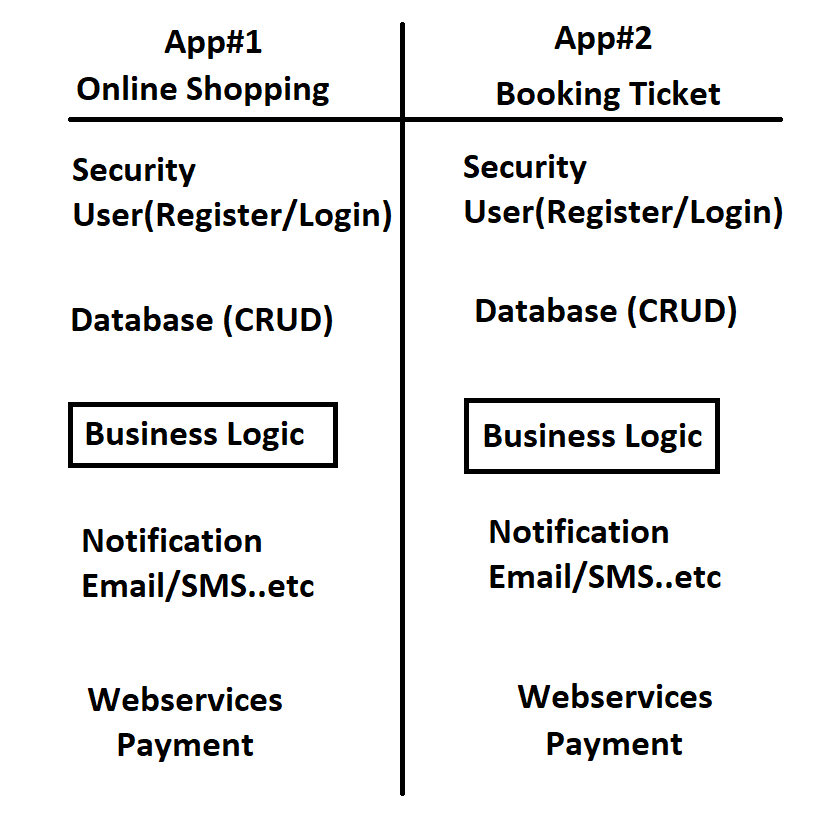 App#1
Online Shopping
Security
User(Register/Login)
Database (CRUD)
Business Logic
Notification
Email/SMS..etc
Webservices
Payment
App#2
Booking Ticket
Security
User(Register/Login)
Database (CRUD)
Business Logic
Notification
Email/SMS..etc
Webservices
Payment